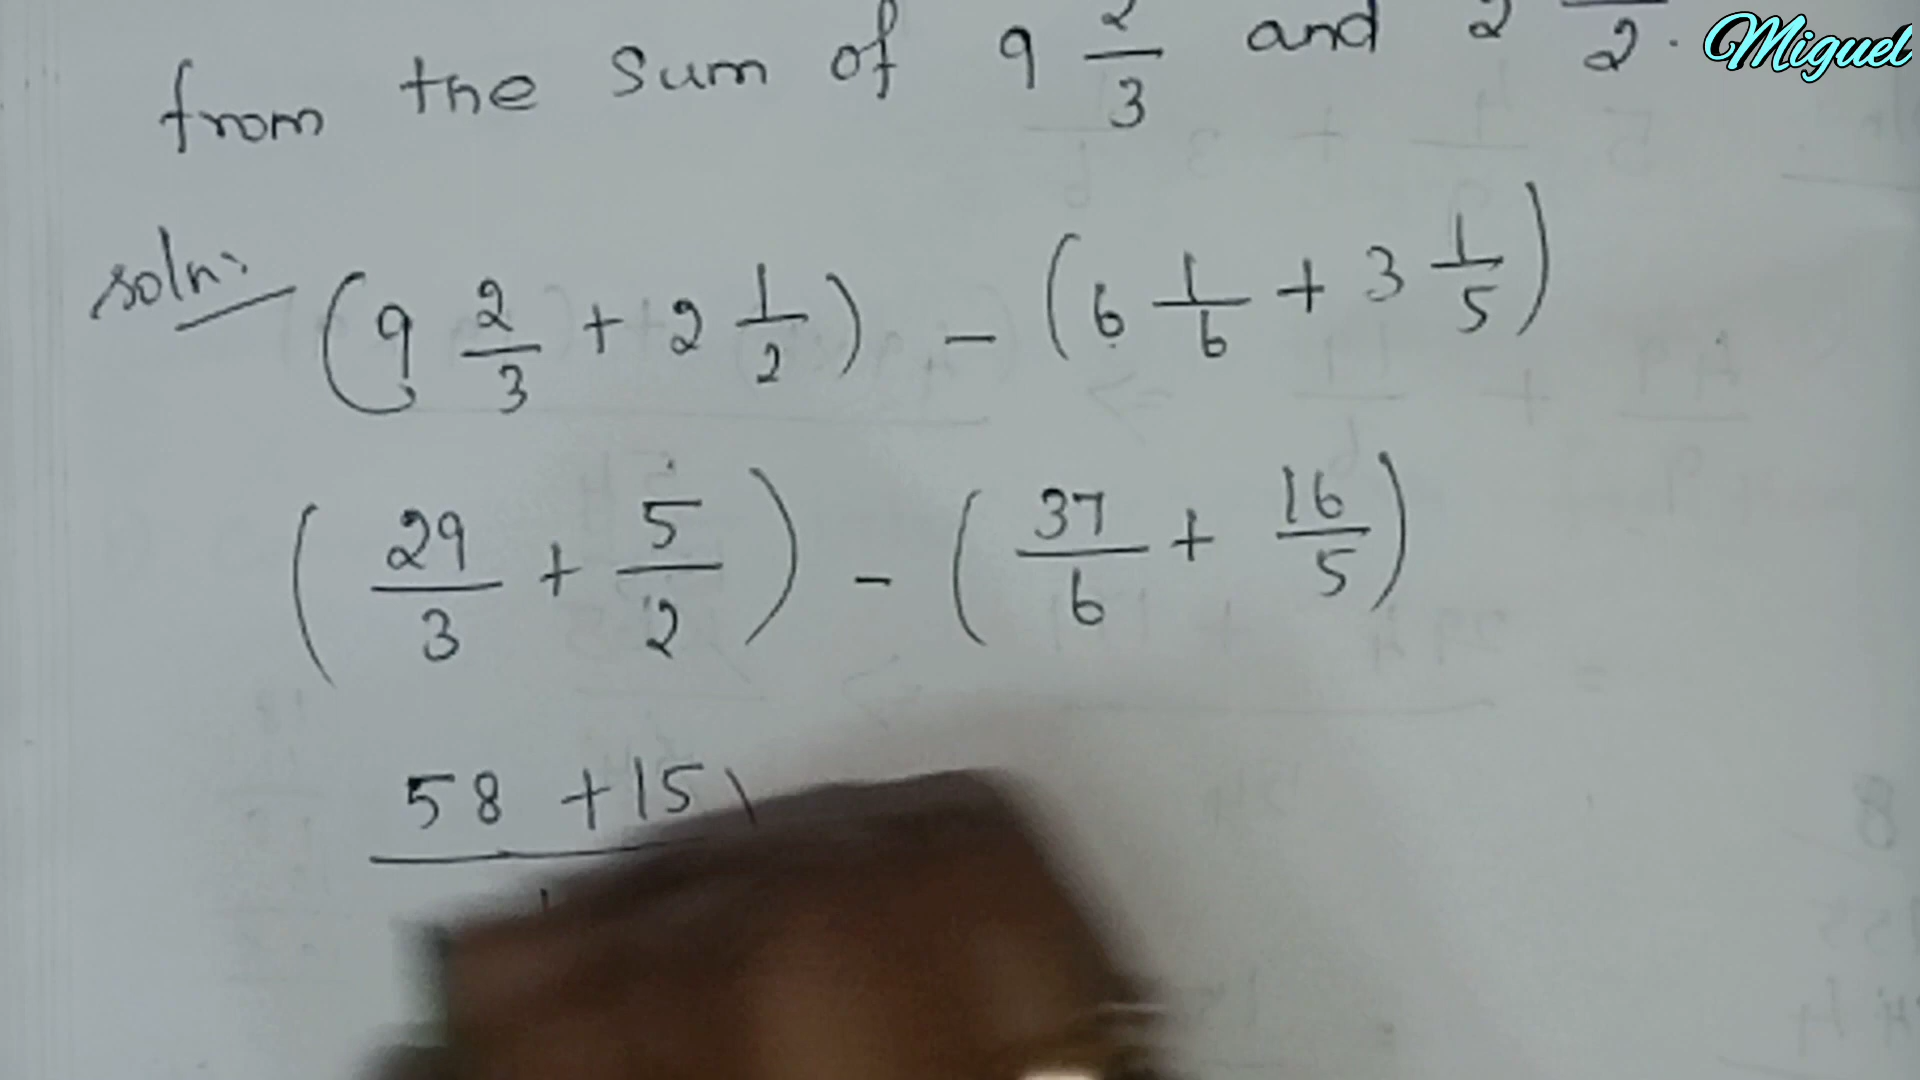 from the sum of 9 2/3 and 2 /2.
Miguel
soln:
(9 2/3 + 2 1/2) - (6 1/6 + 3 1/5)
(29/3 + 5/2) - (37/6 + 16/5)
58 + 15